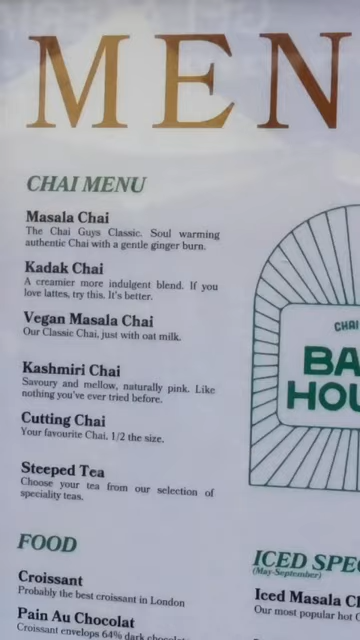 MEN
CHAI MENU
Masala Chai
The Chai Guys Classic. Soul warming
authentic Chai with a gentle ginger burn.
Kadak Chai
A creamier more indulgent blend. If you
love lattes, try this. It's better.
Vegan Masala Chai
Our Classic Chai, just with oat milk.
Kashmiri Chai
Savoury and mellow, naturally pink. Like
nothing you've ever tried before.
Cutting Chai
Your favourite Chai, 1/2 the size.
Steeped Tea
Choose your tea from our selection of
speciality teas.
FOOD
Croissant
Probably the best croissant in London
Pain Au Chocolat
Croissant envelops 64% dark chocolate
CHAI
BA
HOU
ICED SPE
(May-September)
Iced Masala C
Our most popular hot